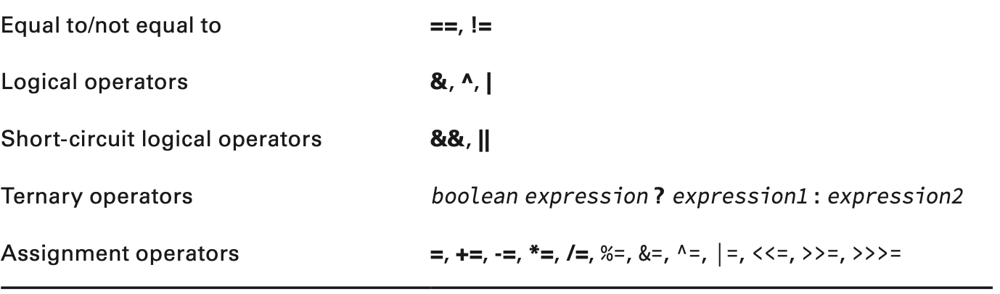 Equal to/not equal to ==, !=
Logical operators &, ^, |
Short-circuit logical operators &&, ||
Ternary operators boolean expression ? expression1 : expression2
Assignment operators =, +=, -=, *=, /=, %=, &=, ^=, |=, <<=, >>=, >>>=